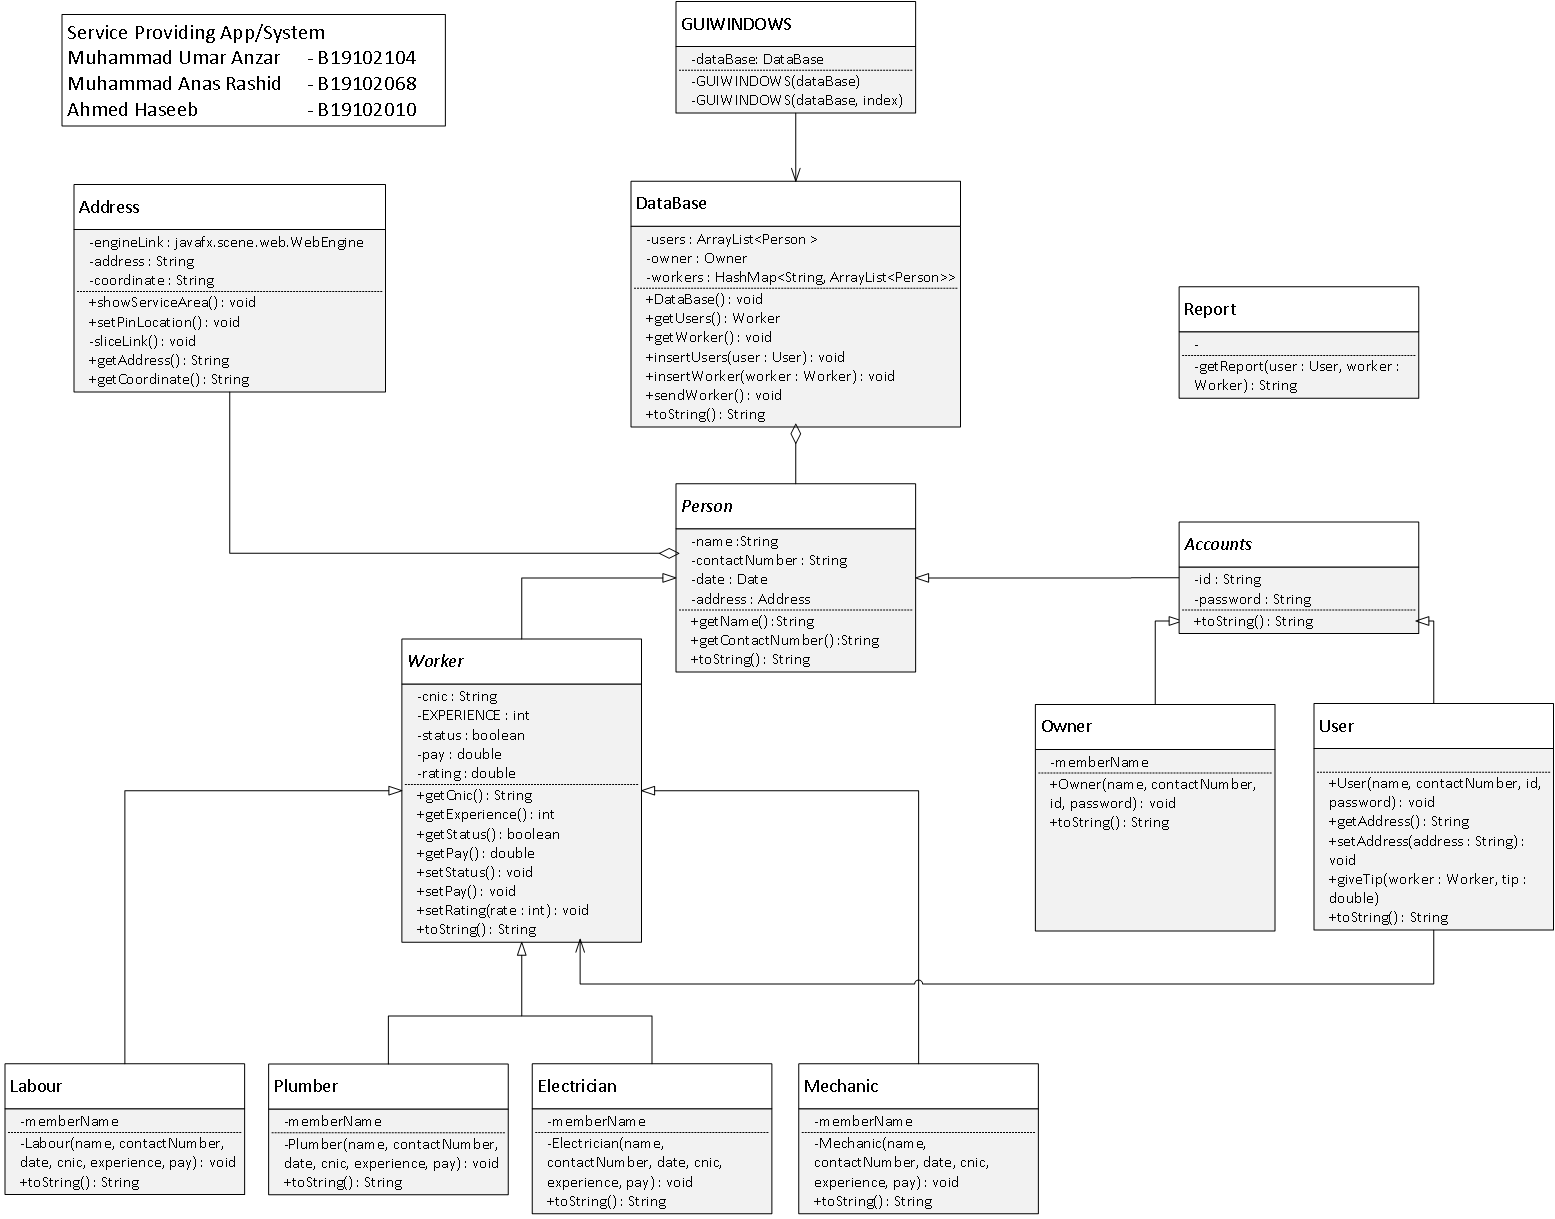 Service Providing App/System
Muhammad Umar Anzar - B19102104
Muhammad Anas Rashid - B19102068
Ahmed Haseeb - B19102010
GUIWINDOWS
-dataBase: DataBase
-GUIWINDOWS(dataBase)
-GUIWINDOWS(dataBase, index)
Address
-engineLink : javafx.scene.web.WebEngine
-address : String
-coordinate : String
+showServiceArea() : void
+setPinLocation() : void
-sliceLink() : void
+getAddress() : String
+getCoordinate() : String
DataBase
-users : ArrayList<Person >
-owner : Owner
-workers : HashMap<String, ArrayList<Person>>
+DataBase() : void
+getUsers() : Worker
+getWorker() : void
+insertUsers(user : User) : void
+insertWorker(worker : Worker) : void
+sendWorker() : void
+toString() : String
Report
-
-getReport(user : User, worker :
Worker) : String
Person
-name :String
-contactNumber : String
-date : Date
-address : Address
+getName() :String
+getContactNumber() :String
+toString() : String
Accounts
-id : String
-password : String
+toString() : String
Worker
-cnic : String
-EXPERIENCE : int
-status : boolean
-pay : double
-rating : double
+getCnic() : String
+getExperience() : int
+getStatus() : boolean
+getPay() : double
+setStatus() : void
+setPay() : void
+setRating(rate : int) : void
+toString() : String
Owner
-memberName
+Owner(name, contactNumber,
id, password) : void
+toString() : String
User
+User(name, contactNumber, id,
password) : void
+getAddress() : String
+setAddress(address : String) :
void
+giveTip(worker : Worker, tip :
double)
+toString() : String
Labour
-memberName
-Labour(name, contactNumber,
date, cnic, experience, pay) : void
+toString() : String
Plumber
-memberName
-Plumber(name, contactNumber,
date, cnic, experience, pay) : void
+toString() : String
Electrician
-memberName
-Electrician(name,
contactNumber, date, cnic,
experience, pay) : void
+toString() : String
Mechanic
-memberName
-Mechanic(name,
contactNumber, date, cnic,
experience, pay) : void
+toString() : String